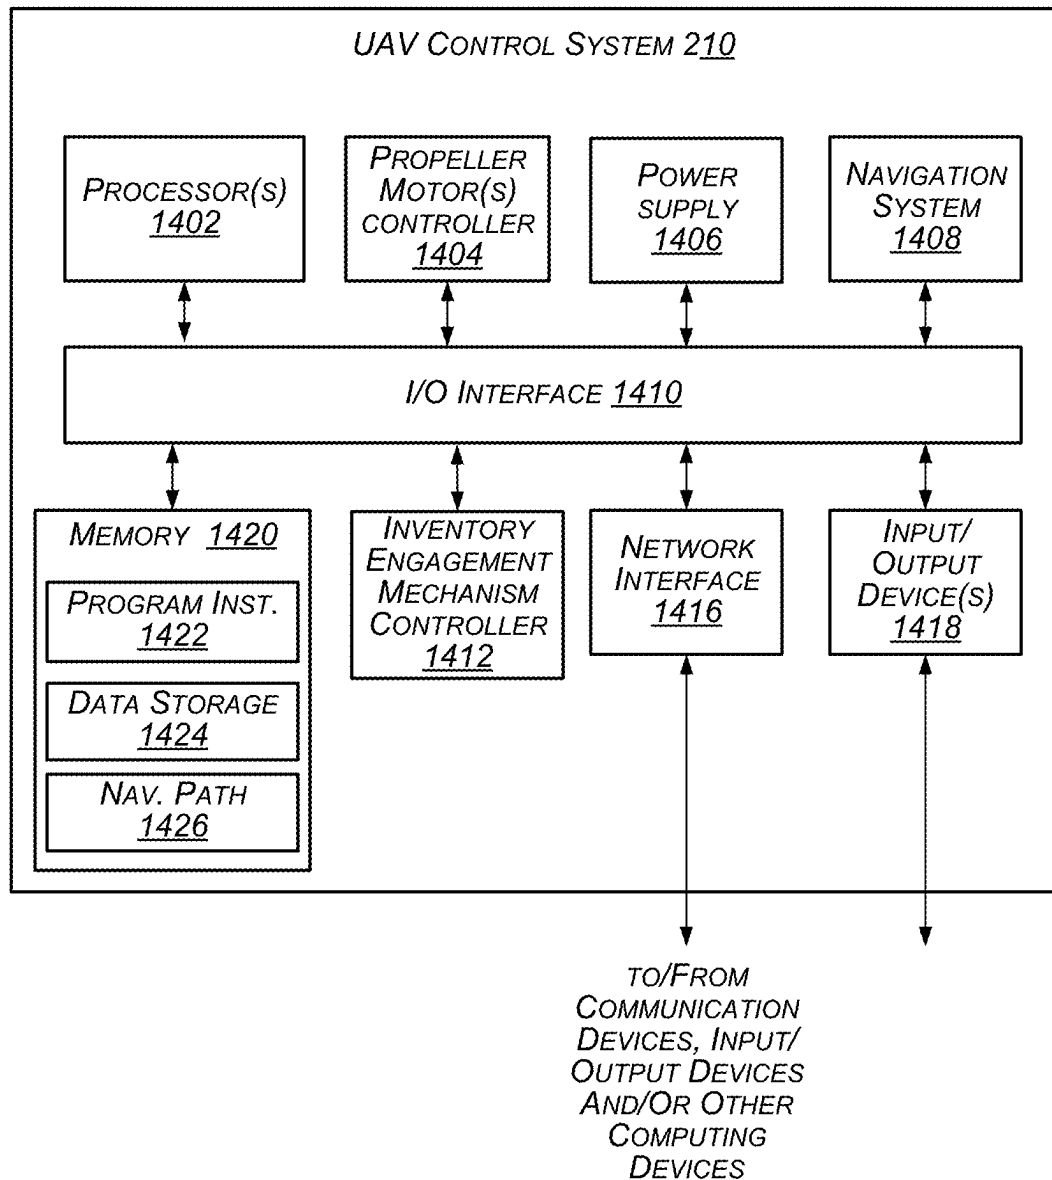 UAV CONTROL SYSTEM 210
PROCESSOR(S)
1402
PROPELLER
MOTOR(S)
CONTROLLER
1404
POWER
SUPPLY
1406
NAVIGATION
SYSTEM
1408
I/O INTERFACE 1410
MEMORY 1420
PROGRAM INST.
1422
DATA STORAGE
1424
NAV. PATH
1426
INVENTORY
ENGAGEMENT
MECHANISM
CONTROLLER
1412
NETWORK
INTERFACE
1416
INPUT/
OUTPUT
DEVICE(S)
1418
TO/FROM
COMMUNICATION
DEVICES, INPUT/
OUTPUT DEVICES
AND/OR OTHER
COMPUTING
DEVICES